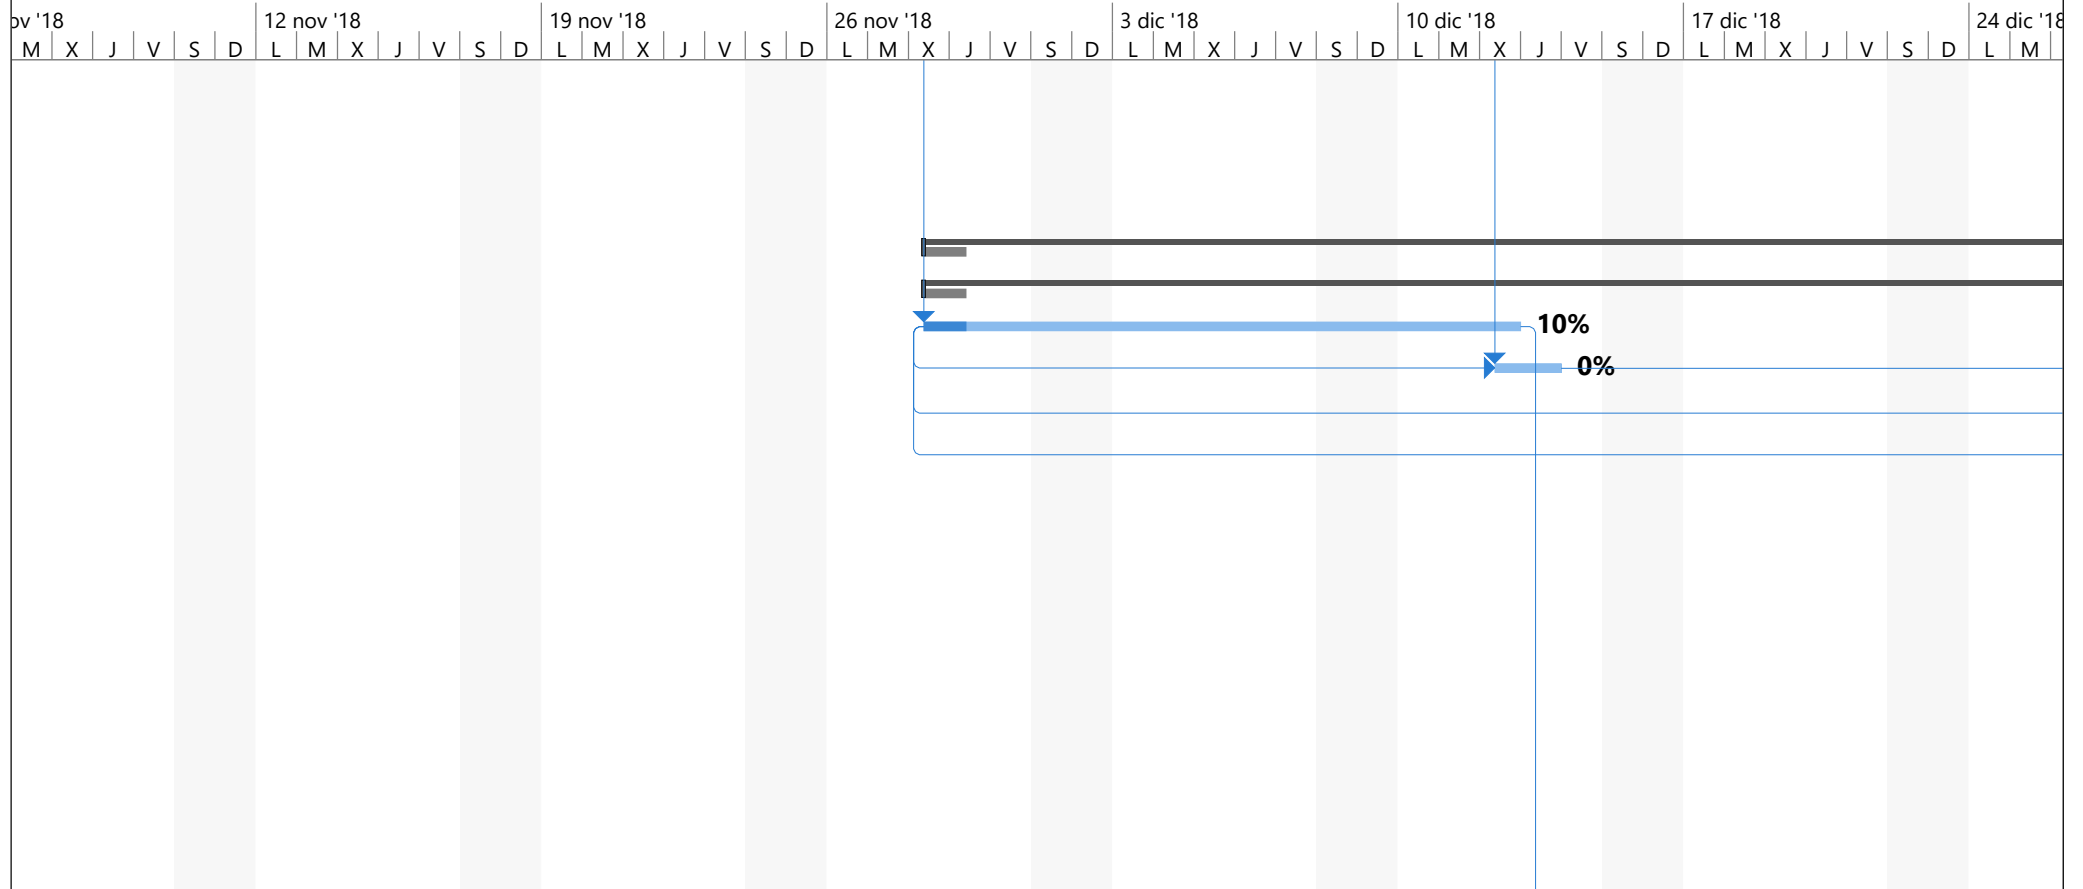 ov '18 12 nov '18 19 nov '18 26 nov '18 3 dic '18 10 dic '18 17 dic '18 24 dic '18
M X J V S D L M X J V S D L M X J V S D L M X J V S D L M X J V S D L M X J V S D L M X J V S D L M
10%
0%